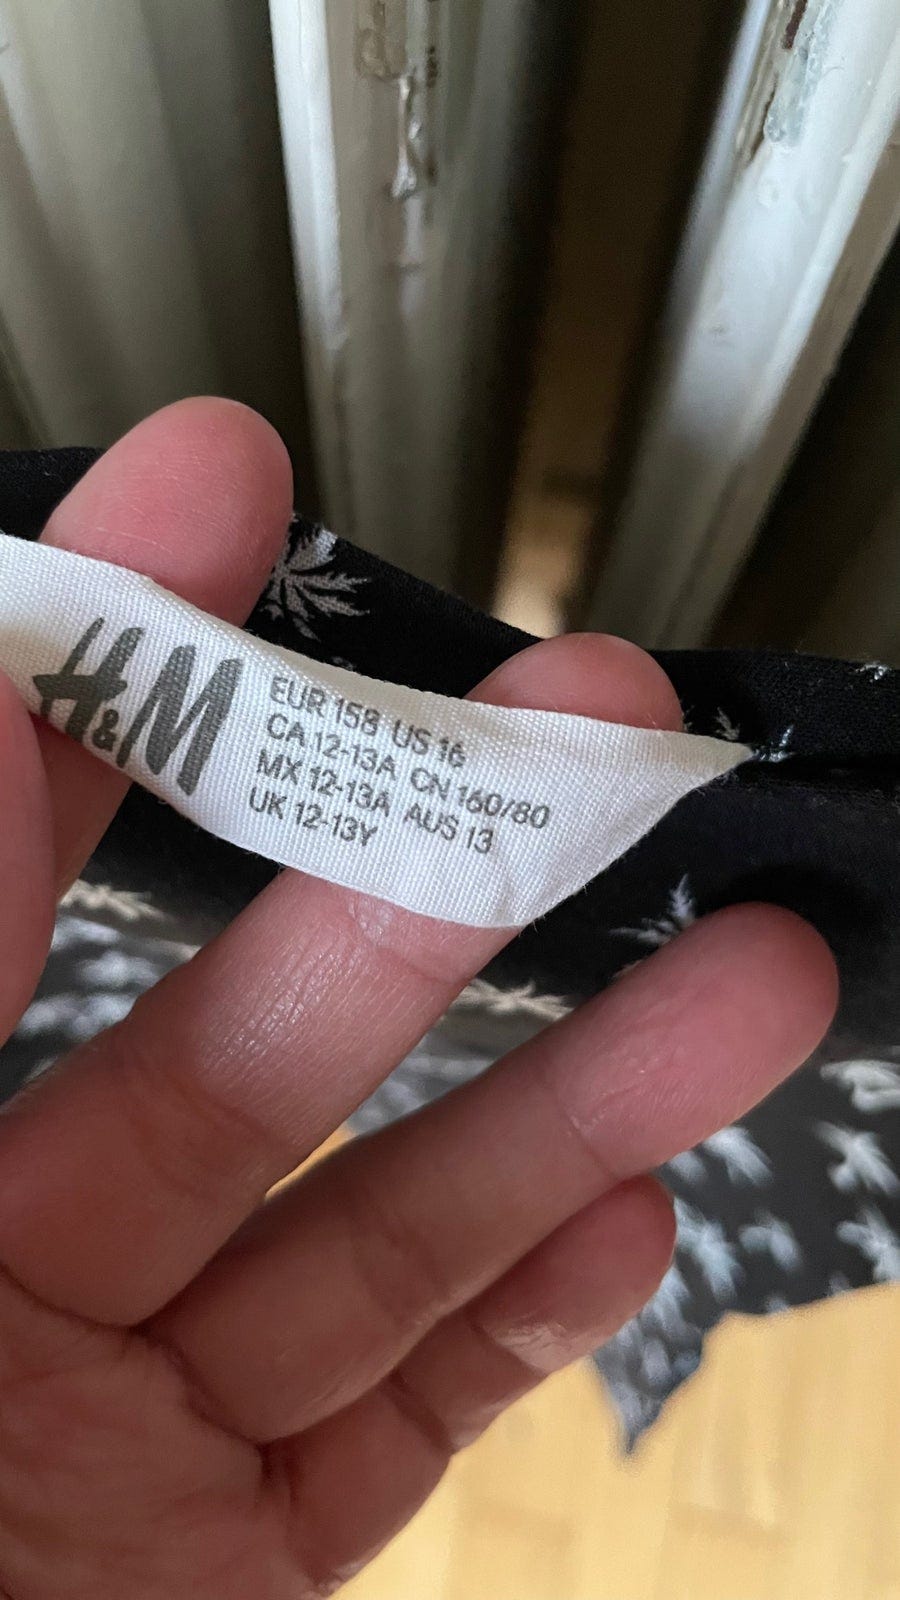 H&M
EUR 158 US 16
CA 12-13A CN 160/80
MX 12-13A AUS 13
UK 12-13Y